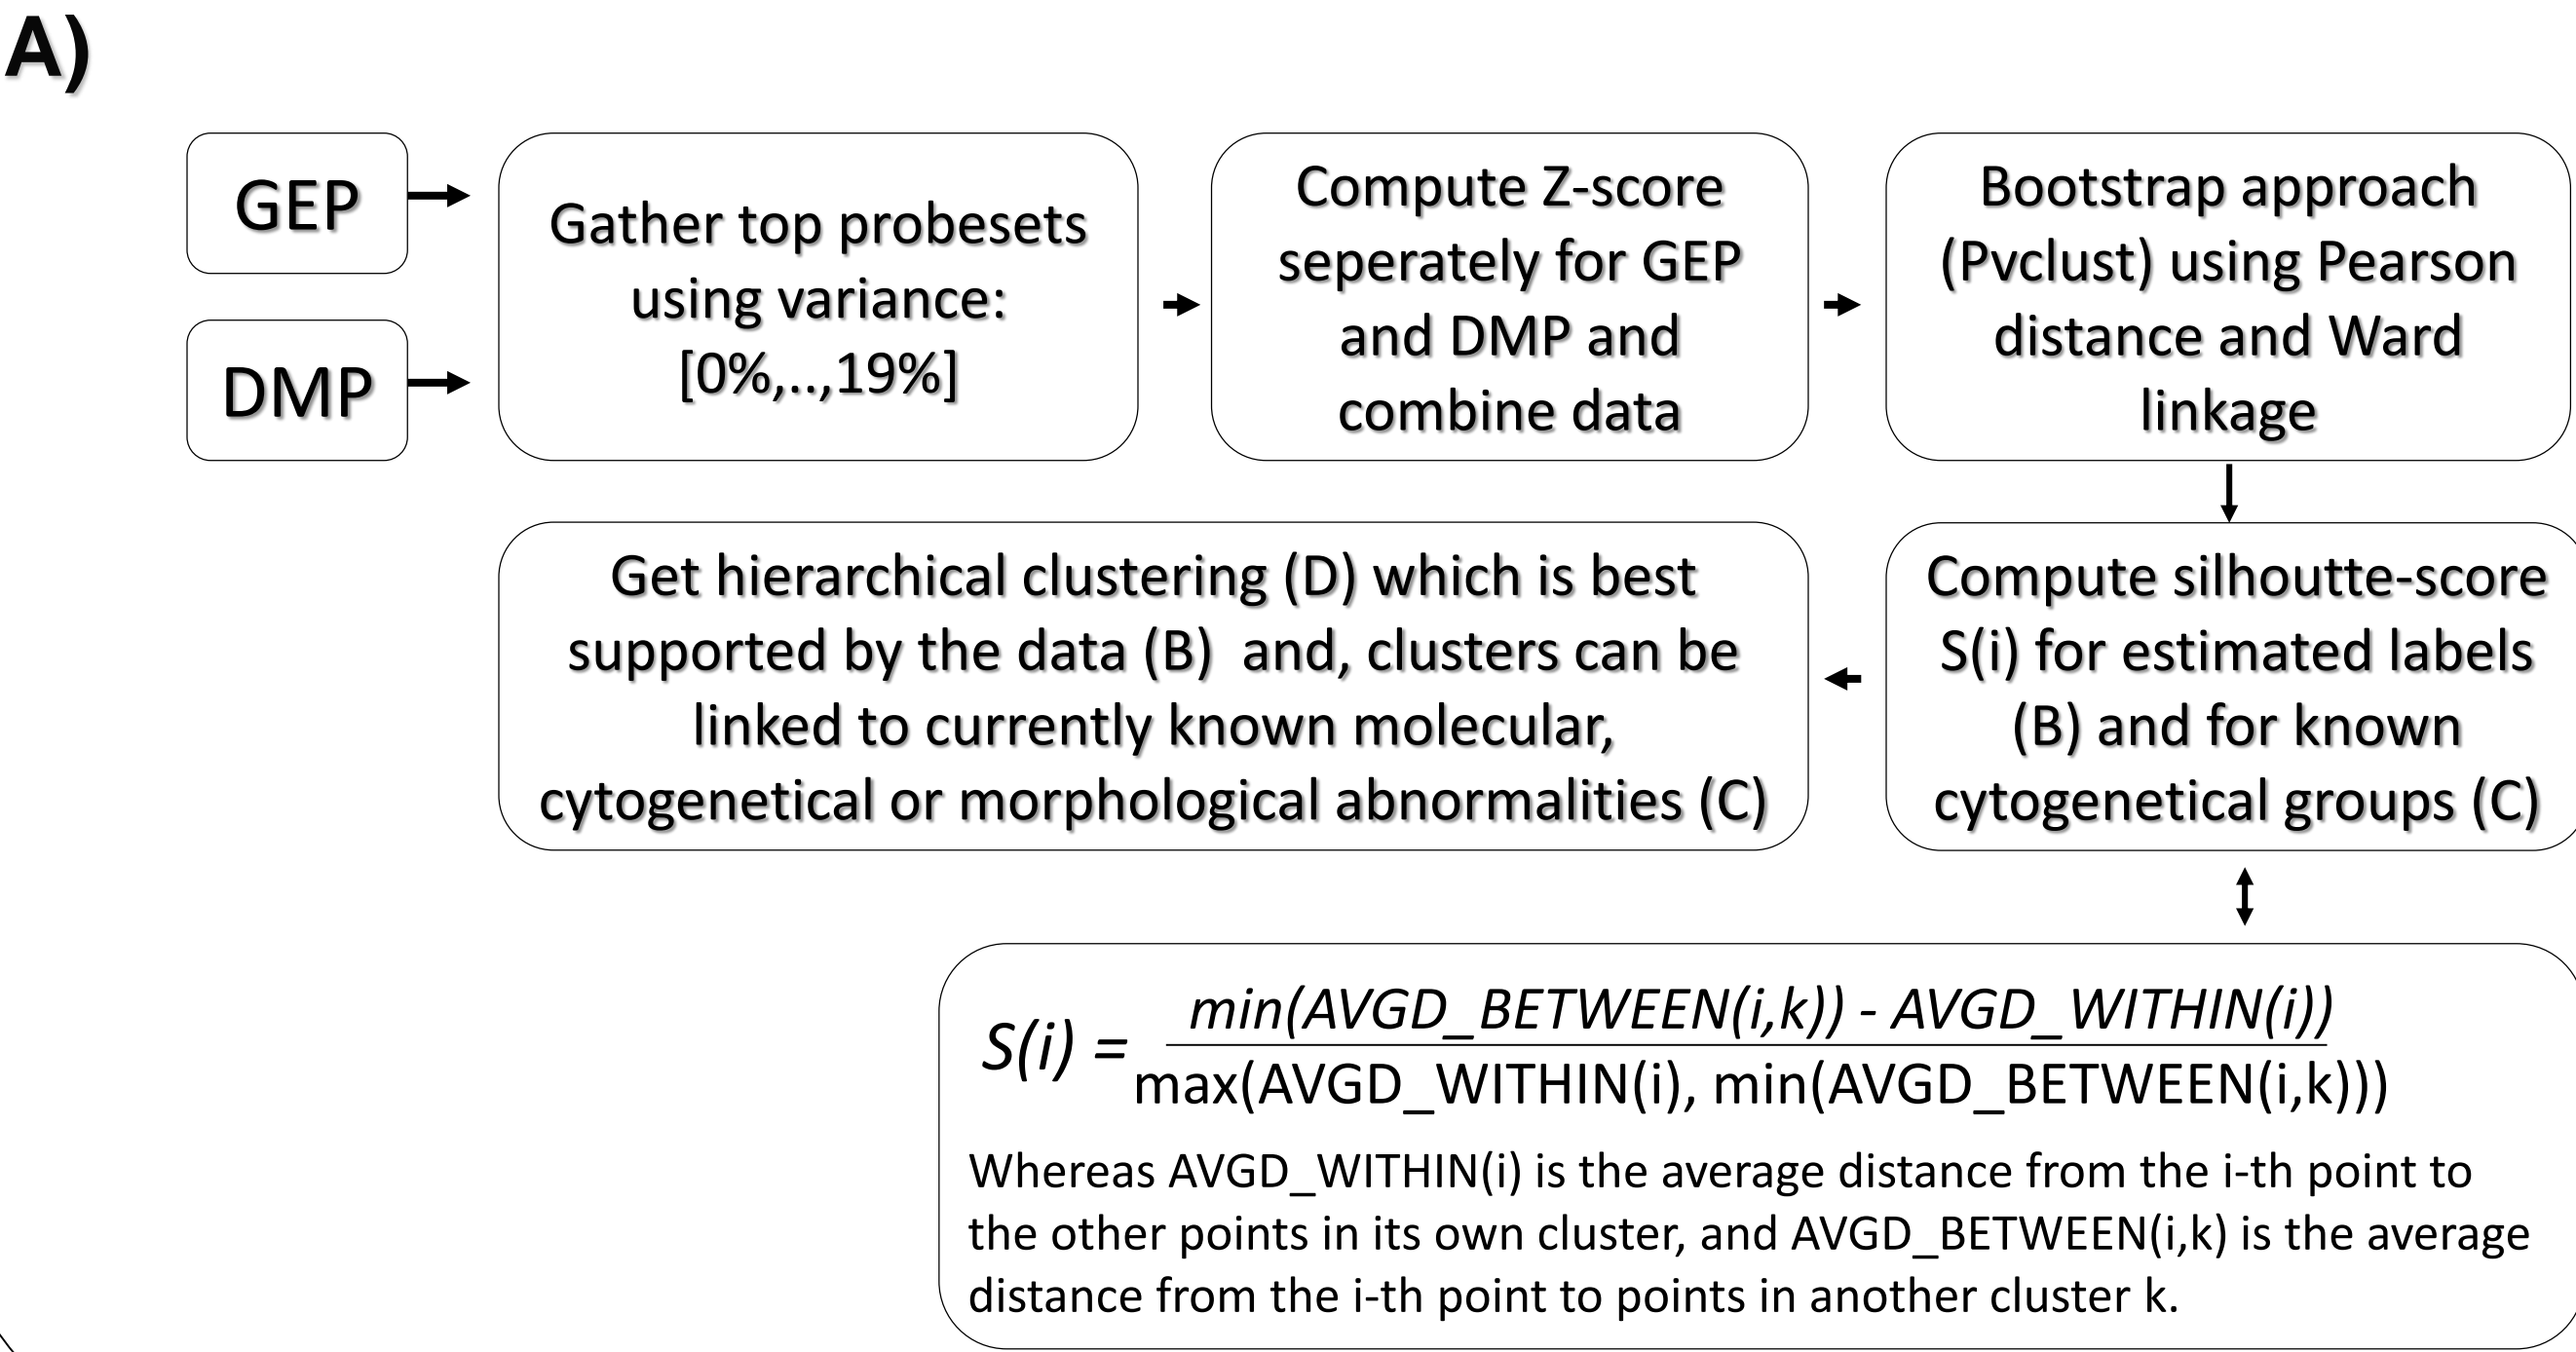 A)
GEP
DMP
Gather top probesets
using variance:
[0%,..,19%]
Compute Z-score
seperately for GEP
and DMP and
combine data
Bootstrap approach
(Pvclust) using Pearson
distance and Ward
linkage
Compute silhoutte-score
S(i) for estimated labels
(B) and for known
cytogenetical groups (C)
Get hierarchical clustering (D) which is best
supported by the data (B)  and, clusters can be
linked to currently known molecular,
cytogenetical or morphological abnormalities (C)
S(i) =
min(AVGD_BETWEEN(i,k)) - AVGD_WITHIN(i))
max(AVGD_WITHIN(i), min(AVGD_BETWEEN(i,k)))
Whereas AVGD_WITHIN(i) is the average distance from the i-th point to
the other points in its own cluster, and AVGD_BETWEEN(i,k) is the average
distance from the i-th point to points in another cluster k.